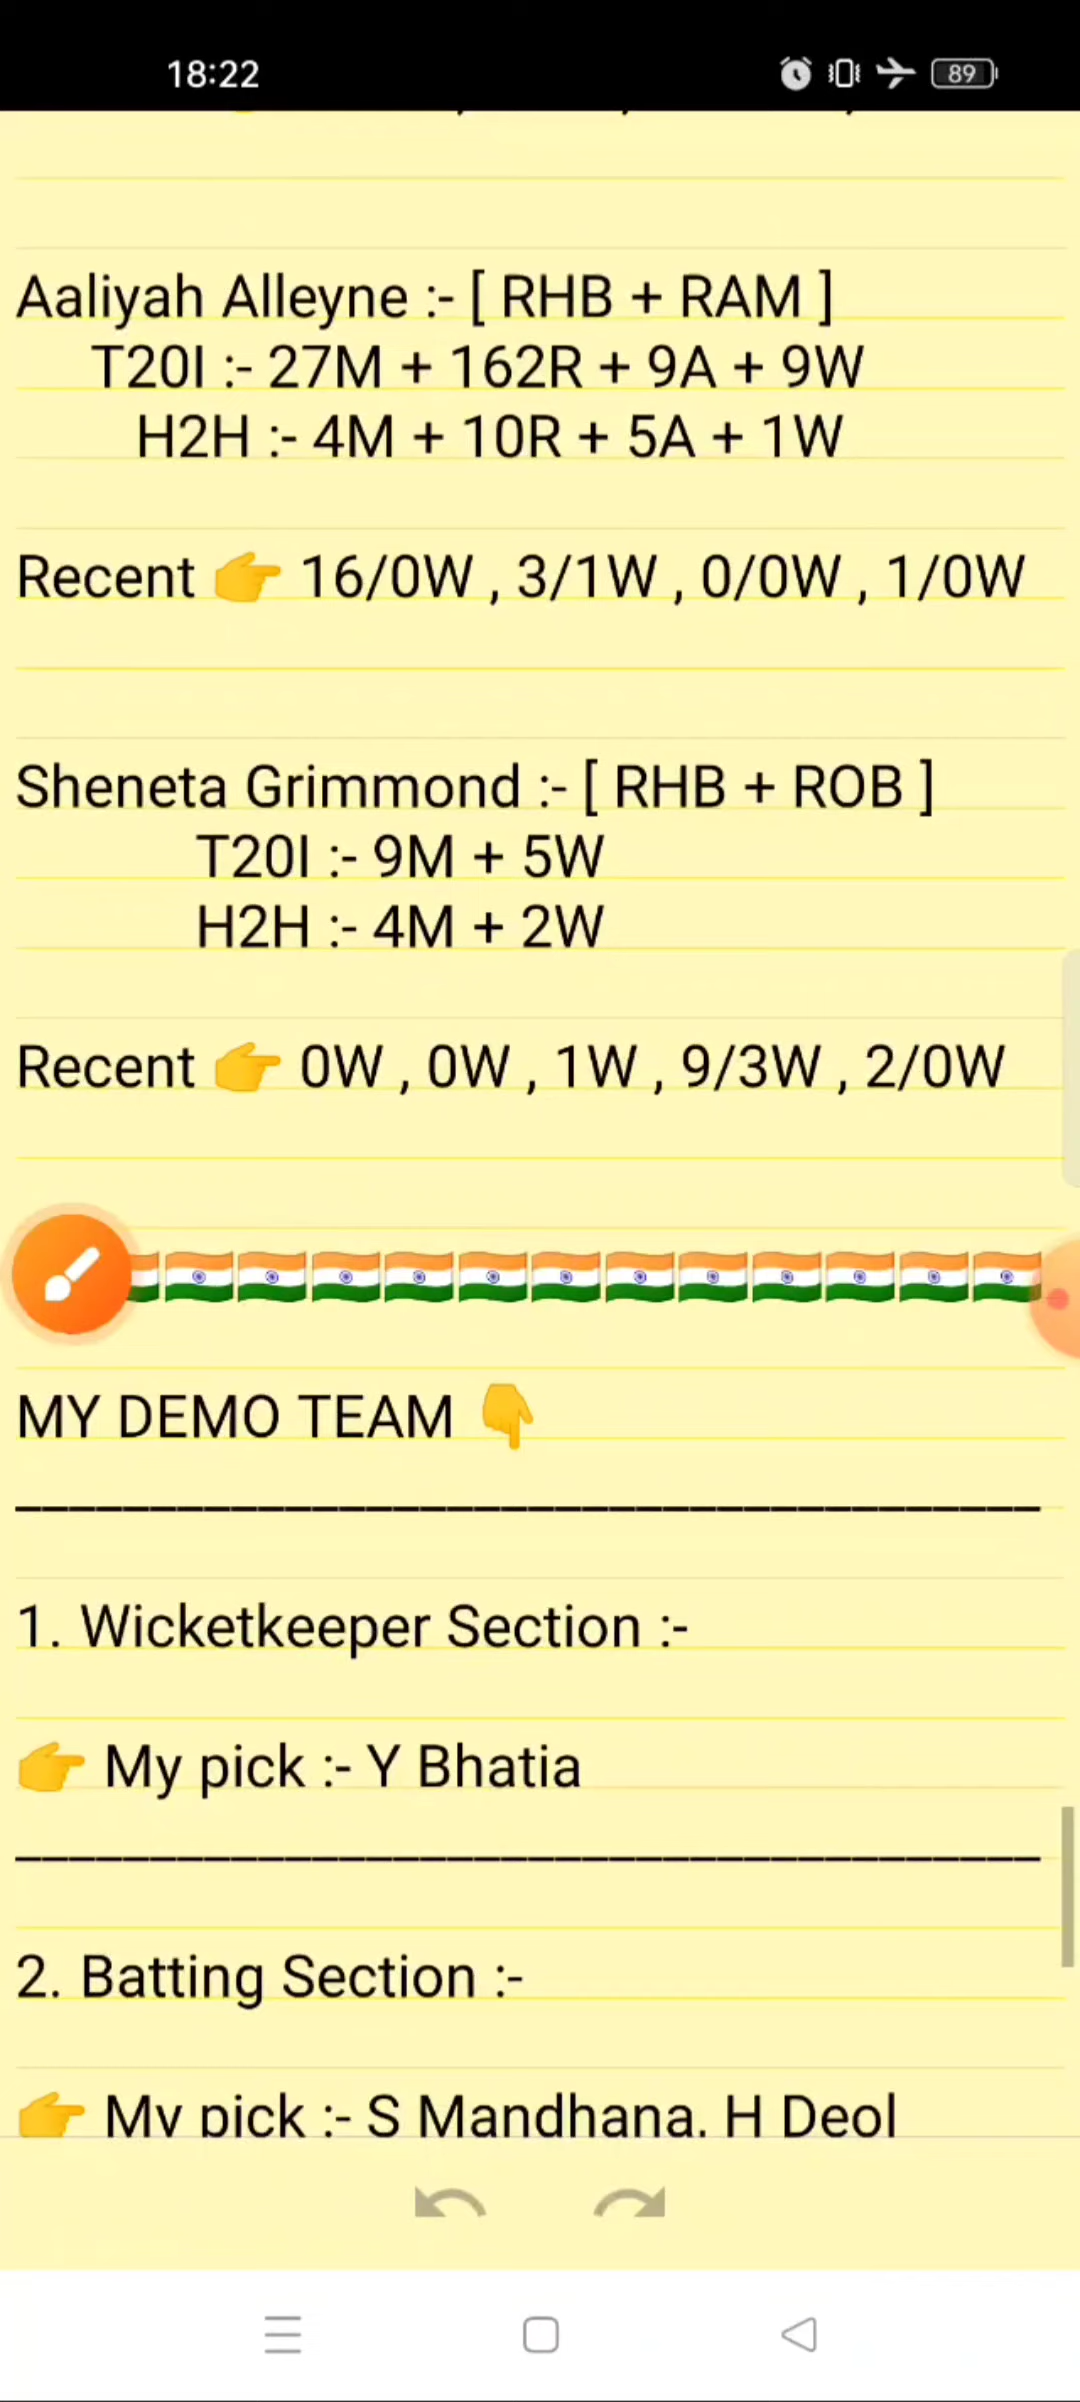 18:22
89
Aaliyah Alleyne :- [ RHB + RAM ]
T20I :- 27M + 162R + 9A + 9W
H2H :- 4M + 10R + 5A + 1W
Recent 👉 16/0W , 3/1W , 0/0W , 1/0W
Sheneta Grimmond :- [ RHB + ROB ]
T20I :- 9M + 5W
H2H :- 4M + 2W
Recent 👉 0W , 0W , 1W , 9/3W , 2/0W
MY DEMO TEAM 👇
1. Wicketkeeper Section :-
👉 My pick :- Y Bhatia
2. Batting Section :-
👉 My pick :- S Mandhana, H Deol